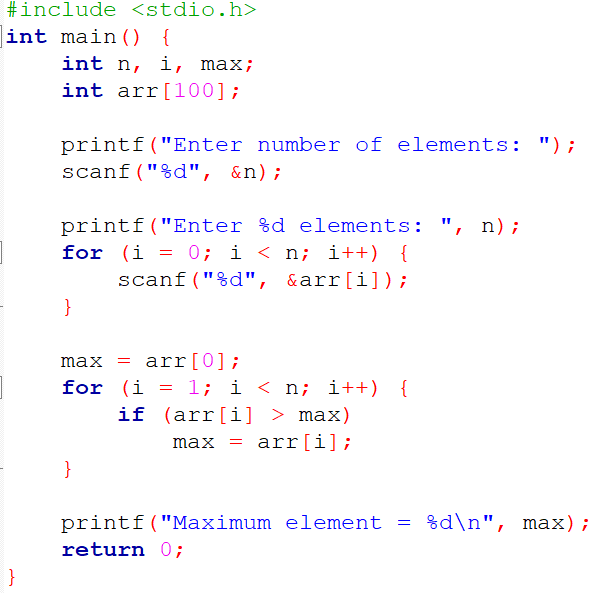 #include <stdio.h>
int main() {
    int n, i, max;
    int arr[100];

    printf("Enter number of elements: ");
    scanf("%d", &n);

    printf("Enter %d elements: ", n);
    for (i = 0; i < n; i++) {
        scanf("%d", &arr[i]);
    }

    max = arr[0];
    for (i = 1; i < n; i++) {
        if (arr[i] > max)
            max = arr[i];
    }

    printf("Maximum element = %d\n", max);
    return 0;
}